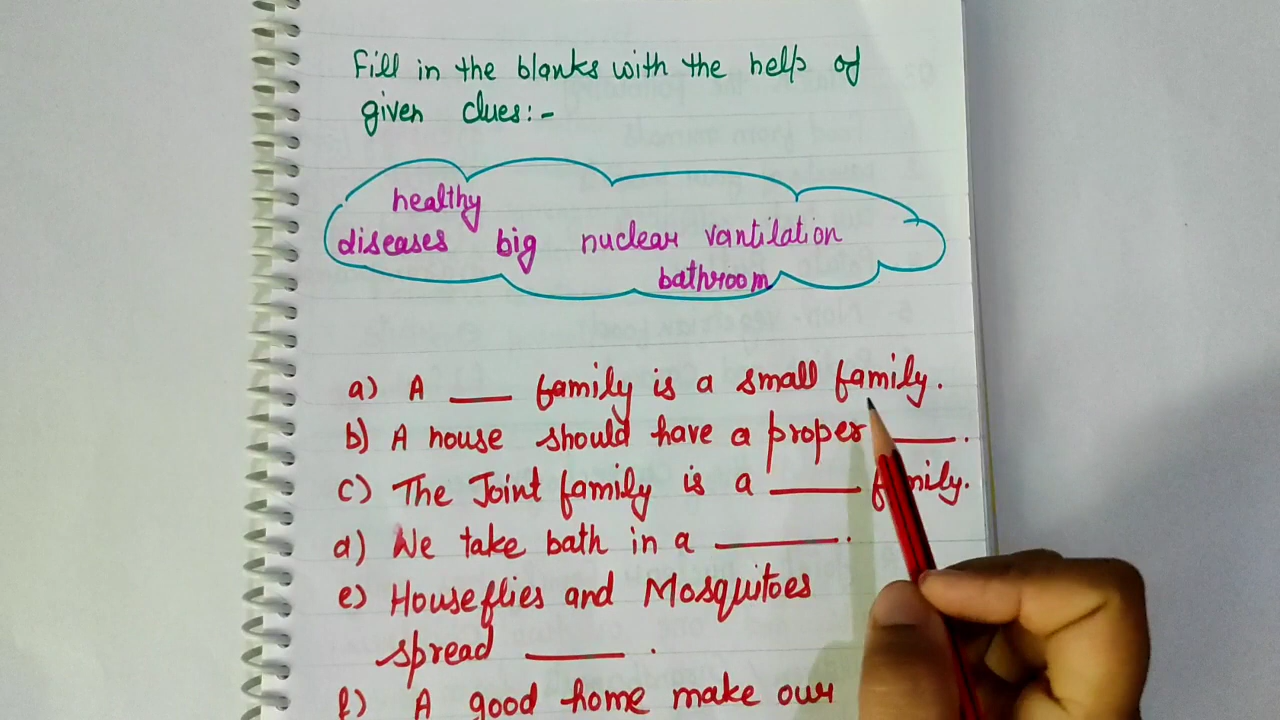 Fill in the blanks with the help of
given clues:-
healthy
diseases big nuclear vantilation
bathroom
a) A ___ family is a small family.
b) A house should have a proper ___.
c) The Joint family is a ___ family.
d) We take bath in a ___.
e) Houseflies and Mosquitoes
spread ___.
f) A good home make our